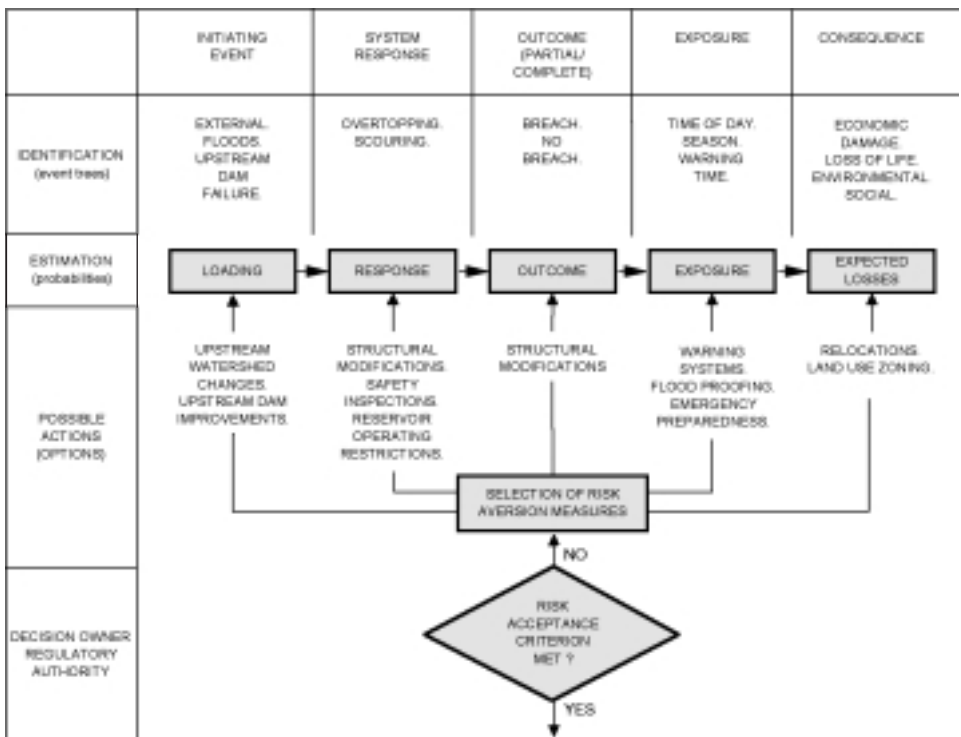 INITIATING
EVENT
SYSTEM
RESPONSE
OUTCOME
(PARTIAL/
COMPLETE)
EXPOSURE
CONSEQUENCE
IDENTIFICATION
(event trees)
EXTERNAL.
FLOODS.
UPSTREAM
DAM
FAILURE.
OVERTOPPING.
SCOURING.
BREACH.
NO
BREACH.
TIME OF DAY.
SEASON.
WARNING
TIME.
ECONOMIC
DAMAGE.
LOSS OF LIFE.
ENVIRONMENTAL.
SOCIAL.
ESTIMATION
(probabilities)
LOADING
RESPONSE
OUTCOME
EXPOSURE
EXPECTED
LOSSES
POSSIBLE
ACTIONS
(OPTIONS)
UPSTREAM
WATERSHED
CHANGES.
UPSTREAM DAM
IMPROVEMENTS.
STRUCTURAL
MODIFICATIONS.
SAFETY
INSPECTIONS.
RESERVOIR
OPERATING
RESTRICTIONS.
STRUCTURAL
MODIFICATIONS
WARNING
SYSTEMS.
FLOOD PROOFING.
EMERGENCY
PREPAREDNESS.
RELOCATIONS.
LAND USE ZONING.
SELECTION OF RISK
AVERSION MEASURES
NO
DECISION OWNER
REGULATORY
AUTHORITY
RISK
ACCEPTANCE
CRITERION
MET ?
YES